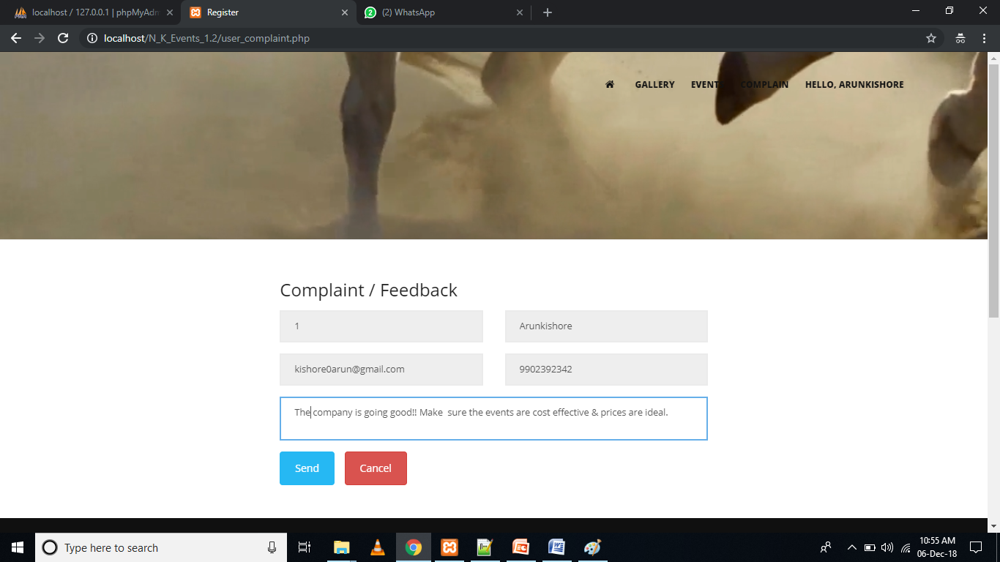 localhost / 127.0.0.1 | phpMyAdm
Register
(2) WhatsApp
localhost/N_K_Events_1.2/user_complaint.php
GALLERY EVENTS COMPLAIN HELLO, ARUNKISHORE
Complaint / Feedback
1 Arunkishore
kishore0arun@gmail.com 9902392342
The company is going good!! Make  sure the events are cost effective & prices are ideal.
Send Cancel
Type here to search
10:55 AM
06-Dec-18